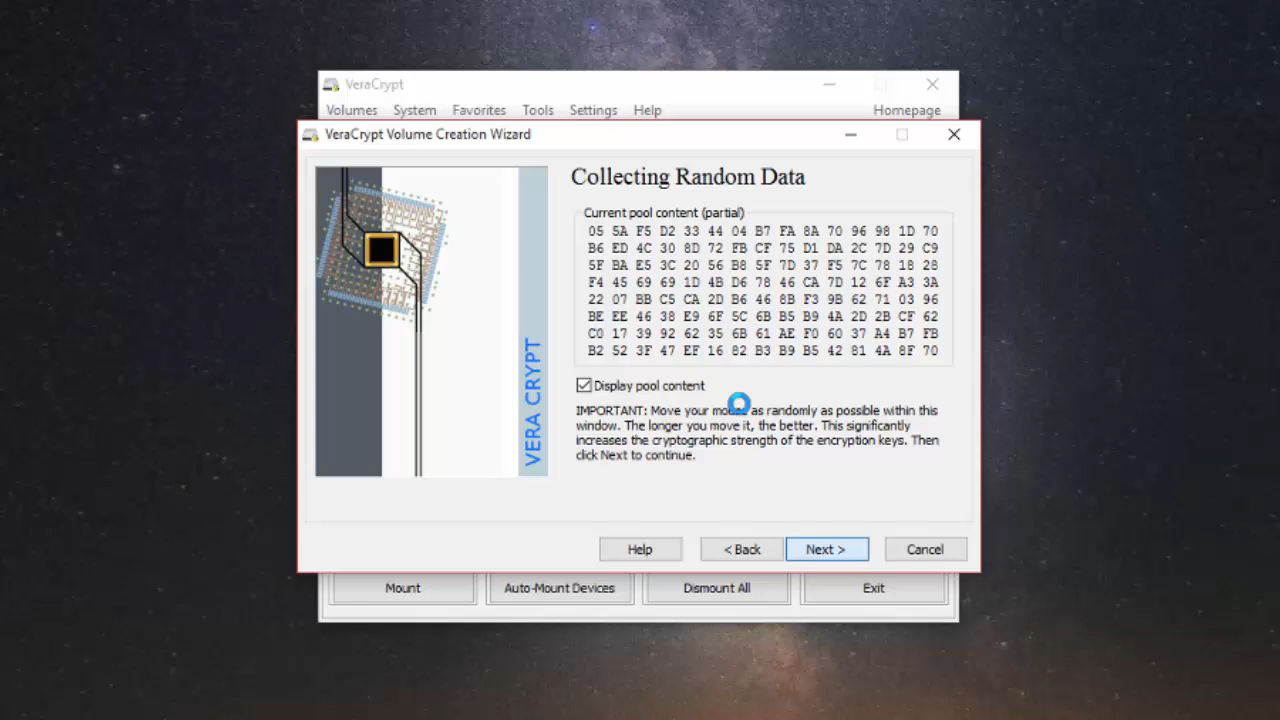 VeraCrypt
Volumes System Favorites Tools Settings Help Homepage
VeraCrypt Volume Creation Wizard
VERA CRYPT
Collecting Random Data
Current pool content (partial)
05 5A F5 D2 33 44 04 B7 FA 8A 70 96 98 1D 70
B6 ED 4C 30 8D 72 FB CF 75 D1 DA 2C 7D 29 C9
5F BA E5 3C 20 56 B8 5F 7D 37 F5 7C 78 18 28
F4 45 69 69 1D 4B D6 78 46 CA 7D 12 6F A3 3A
22 07 BB C5 CA 2D B6 46 8B F3 9B 62 71 03 96
BE EE 46 38 E9 6F 5C 6B B5 B9 4A 2D 2B CF 62
C0 17 39 92 62 35 6B 61 AE F0 60 37 A4 B7 FB
B2 52 3F 47 EF 16 82 B3 B9 B5 42 81 4A 8F 70
Display pool content
IMPORTANT: Move your mouse as randomly as possible within this
window. The longer you move it, the better. This significantly
increases the cryptographic strength of the encryption keys. Then
click Next to continue.
Help < Back Next > Cancel
Mount Auto-Mount Devices Dismount All Exit